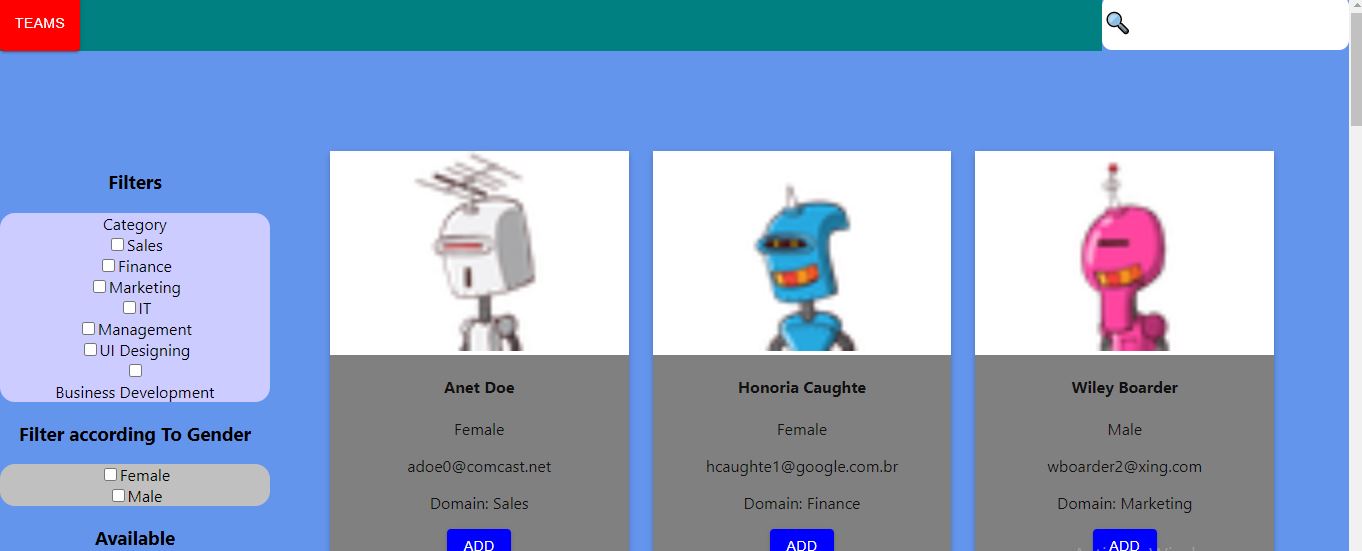 TEAMS
Filters
Category
Sales
Finance
Marketing
IT
Management
UI Designing
Business Development
Filter according To Gender
Female
Male
Available
Anet Doe
Female
adoe0@comcast.net
Domain: Sales
ADD
Honoria Caughte
Female
hcaughte1@google.com.br
Domain: Finance
ADD
Wiley Boarder
Male
wboarder2@xing.com
Domain: Marketing
ADD